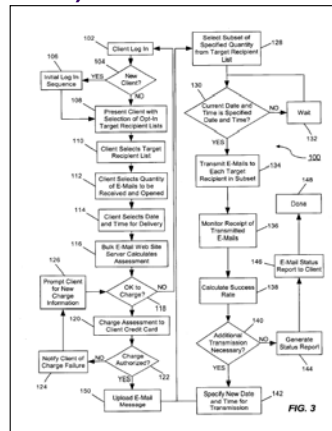 102
Client Log In
104
106
YES
New
Client?
Initial Log In
Sequence
NO
108
Present Client with
Selection of Opt-In
Target Recipient Lists
110
Client Selects Target
Recipient List
112
Client Selects Quantity
of E-Mails to be
Received and Opened
114
Client Selects Date
and Time for Delivery
116
Bulk E-Mail Web Site
Server Calculates
Assessment
126
Prompt Client
for New
Charge
Information
OK to
Charge?
NO
118
YES
120
Charge Assessment to
Client Credit Card
Notify Client
of Charge
Failure
124
NO
Charge
Authorized?
122
YES
150
Upload E-Mail
Message
Select Subset of
Specified Quantity
from Target Recipient
List
128
130
Current Date and
Time is Specified
Date and Time?
NO
Wait
132
YES
100
Transmit E-Mails to
Each Target
Recipient in Subset
134
Monitor Receipt of
Transmitted
E-Mails
136
Calculate Success
Rate
138
140
Additional
Transmission
Necessary?
NO
YES
Specify New Date
and Time for
Transmission
142
148
Done
146
E-Mail Status
Report to Client
Generate
Status Report
144
FIG. 3